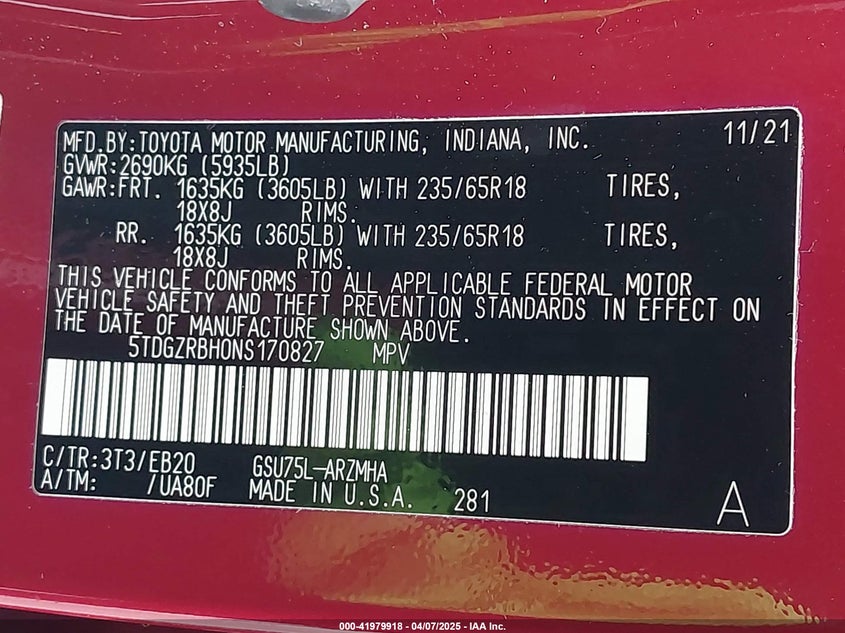 MFD.BY:TOYOTA MOTOR MANUFACTURING, INDIANA, INC. 11/21
GVWR:2690KG (5935LB)
GAWR:FRT. 1635KG (3605LB) WITH 235/65R18 TIRES,
18X8J RIMS.
RR. 1635KG (3605LB) WITH 235/65R18 TIRES,
18X8J RIMS.
THIS VEHICLE CONFORMS TO ALL APPLICABLE FEDERAL MOTOR
VEHICLE SAFETY AND THEFT PREVENTION STANDARDS IN EFFECT ON
THE DATE OF MANUFACTURE SHOWN ABOVE.
5TDGZRBH0NS170827 MPV
C/TR:3T3/EB20 GSU75L-ARZMHA
A/TM: /UA80F MADE IN U.S.A. 281 A
000-41979918 - 04/07/2025 - IAA Inc.